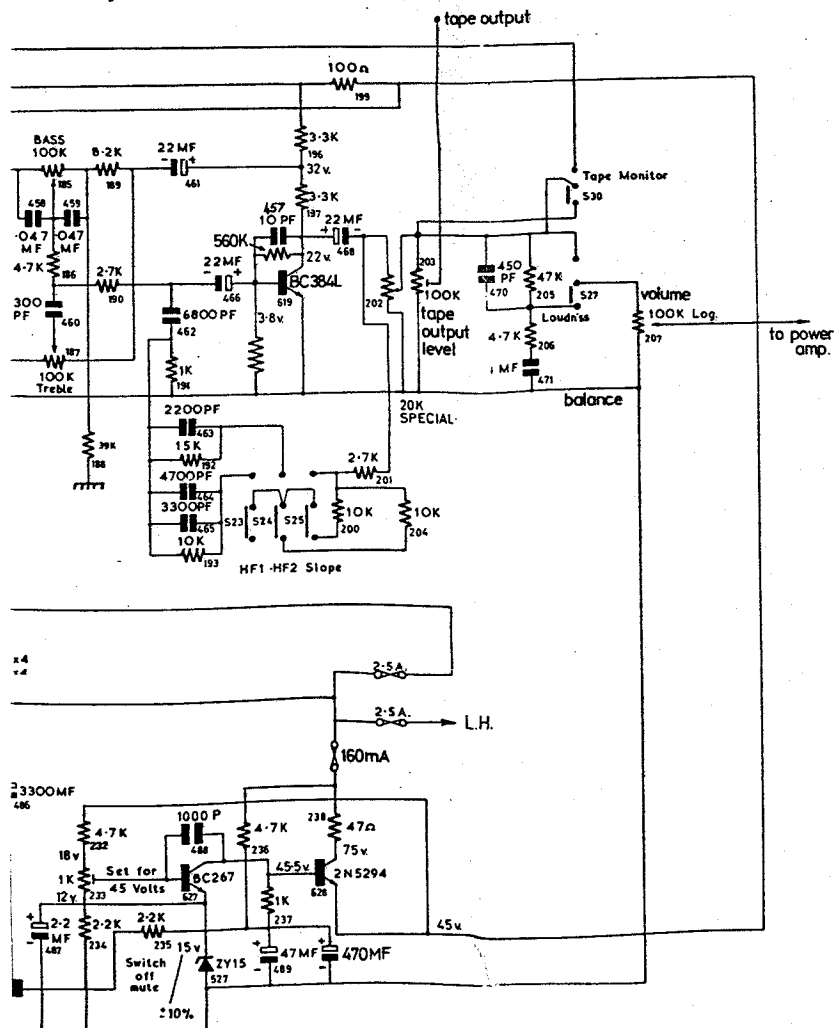 tape output
100Ω
199
BASS
100K
185
8·2K
189
22MF
- +
461
3·3K
196
32v.
3·3K
197
Tape Monitor
S30
458
459
·047
MF
·047
MF
4·7K
186
2·7K
190
300
PF
460
187
100K
Treble
457
10PF
560K
22v.
22MF
+ -
468
22MF
- +
466
BC384L
619
3·8v.
6800PF
462
1K
191
202
203
100K
tape
output
level
450
PF
470
47K
205
S27
Loudn'ss
4·7K
206
MF
471
volume
100K Log.
207
to power
amp.
balance
20K
SPECIAL·
39K
188
2200PF
463
15K
192
4700PF
464
3300PF
465
10K
193
S23
S24
S25
2·7K
201
10K
200
10K
204
HF1·HF2 Slope
x4
x4
2·5A.
2·5A.
L.H.
160mA
3300MF
486
1000P
488
4·7K
232
18v
1K
233
12v.
Set for
45 Volts
BC267
627
4·7K
236
238
47Ω
75v.
45·5v.
2N5294
628
1K
237
45v.
+
2·2
MF
-
487
2·2K
234
2·2K
235
15v
Switch
off
mute
±10%
ZY15
527
+
47MF
-
489
+
470MF
-